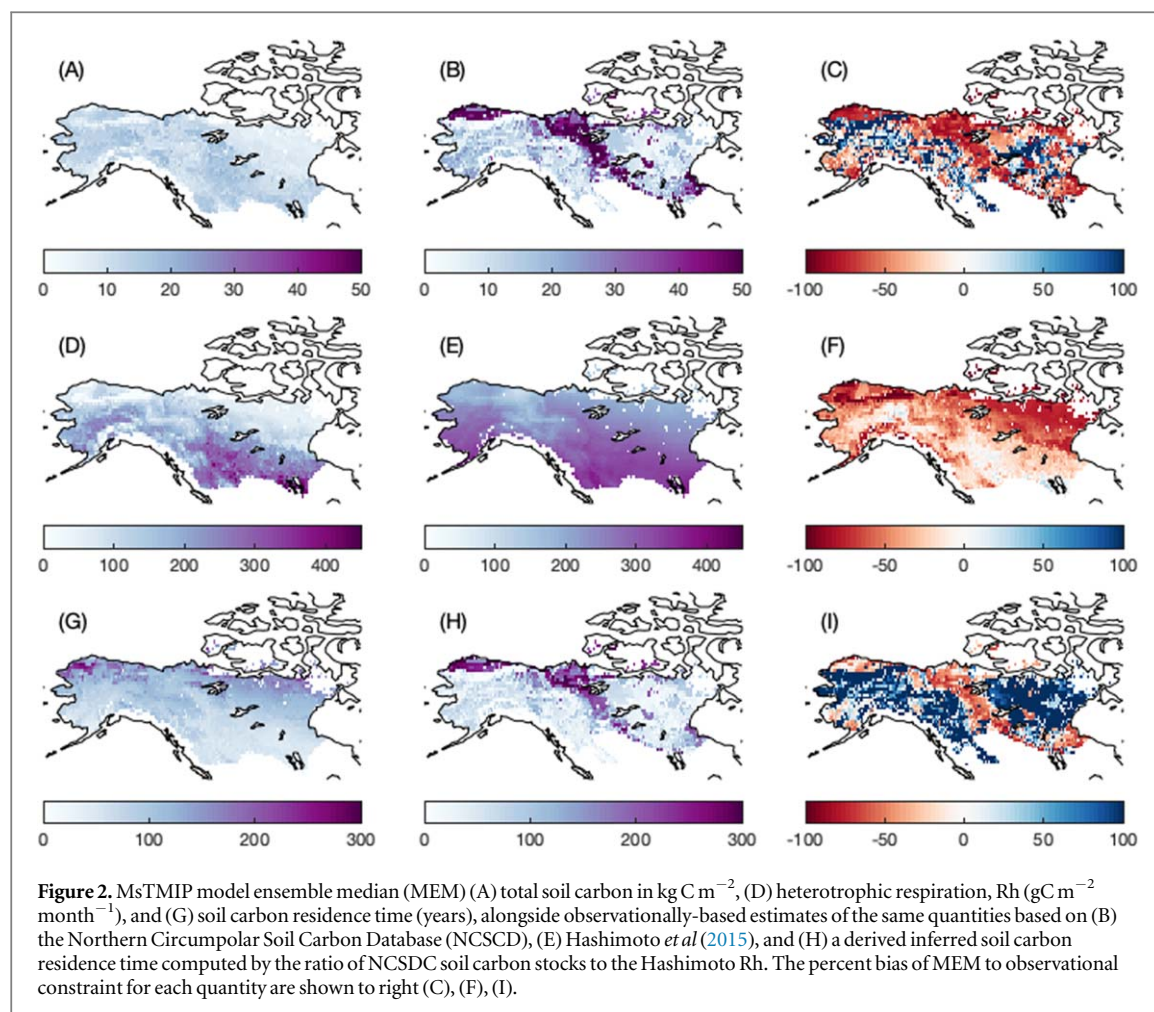 (A) (B) (C)
0 10 20 30 40 50 0 10 20 30 40 50 -100 -50 0 50 100
(D) (E) (F)
0 100 200 300 400 0 100 200 300 400 -100 -50 0 50 100
(G) (H) (I)
0 100 200 300 0 100 200 300 -100 -50 0 50 100
Figure 2. MsTMIP model ensemble median (MEM) (A) total soil carbon in kg C m⁻², (D) heterotrophic respiration, Rh (gC m⁻²
month⁻¹), and (G) soil carbon residence time (years), alongside observationally-based estimates of the same quantities based on (B)
the Northern Circumpolar Soil Carbon Database (NCSCD), (E) Hashimoto et al (2015), and (H) a derived inferred soil carbon
residence time computed by the ratio of NCSDC soil carbon stocks to the Hashimoto Rh. The percent bias of MEM to observational
constraint for each quantity are shown to right (C), (F), (I).